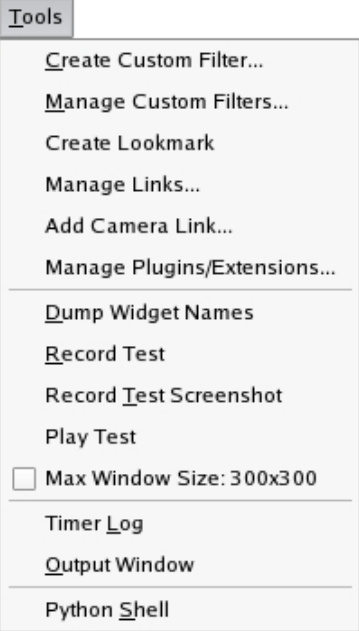 Tools
Create Custom Filter...
Manage Custom Filters...
Create Lookmark
Manage Links...
Add Camera Link...
Manage Plugins/Extensions...
Dump Widget Names
Record Test
Record Test Screenshot
Play Test
Max Window Size: 300x300
Timer Log
Output Window
Python Shell